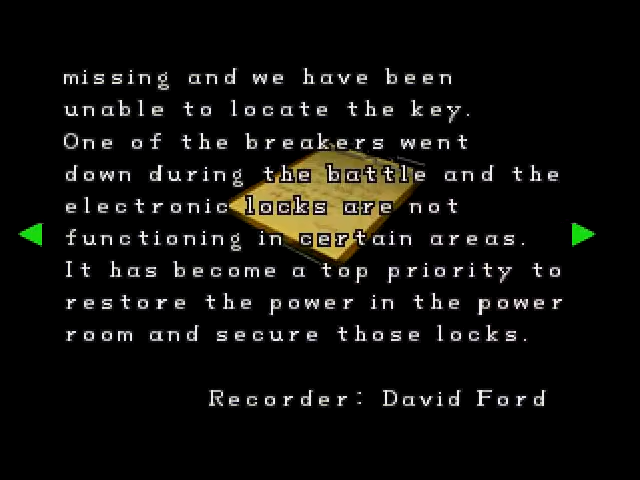 missing and we have been
unable to locate the key.
One of the breakers went
down during the battle and the
electronic locks are not
functioning in certain areas.
It has become a top priority to
restore the power in the power
room and secure those locks.
Recorder: David Ford